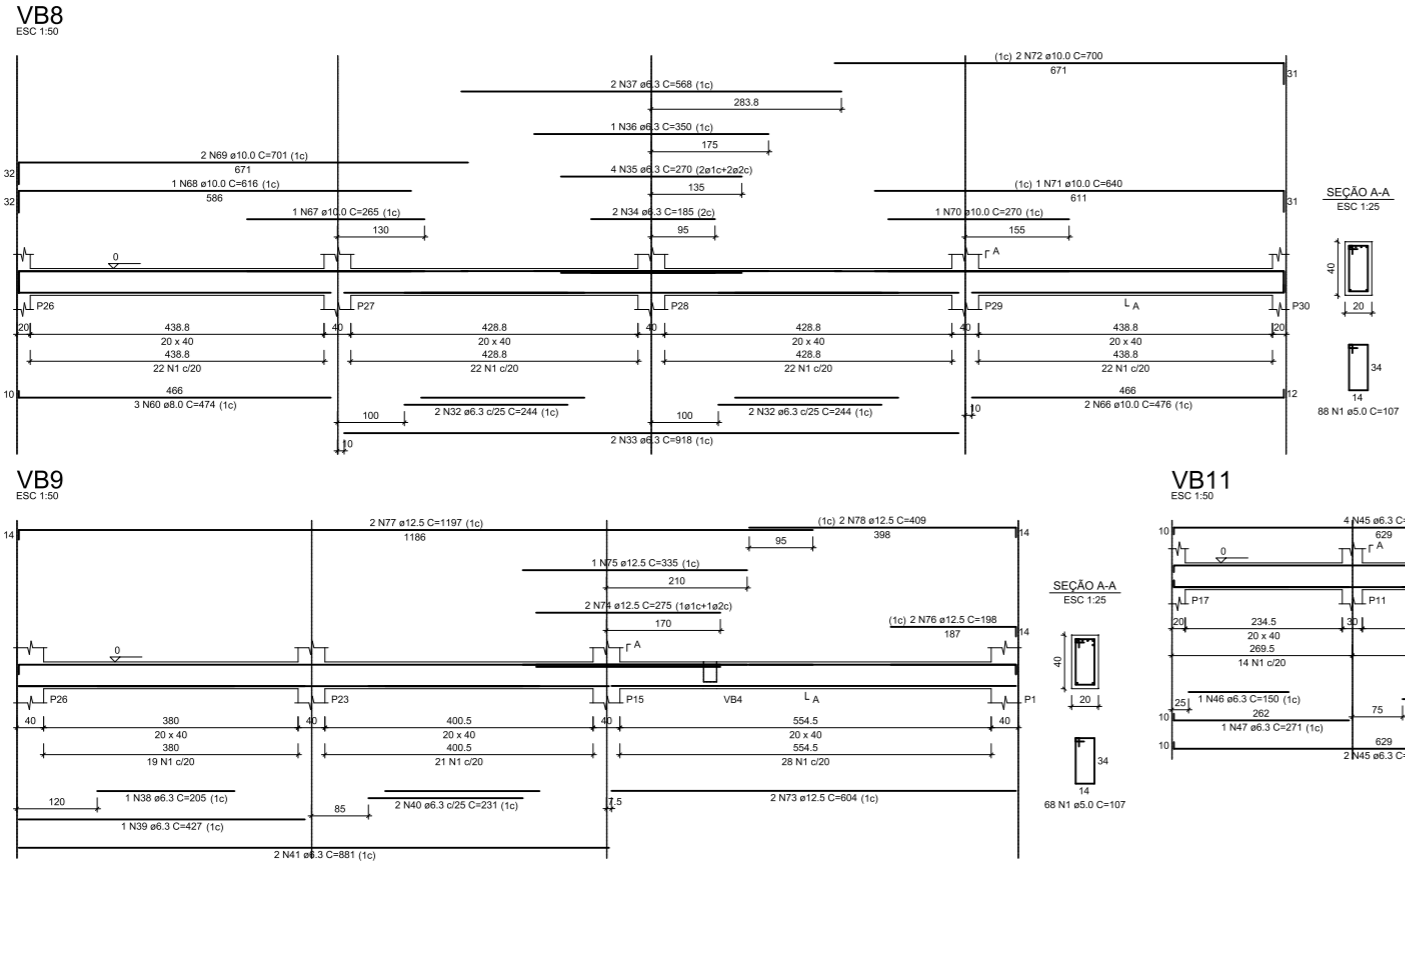 VB8
ESC 1:50
(1c) 2 N72 ø10.0 C=700
671
31
2 N37 ø6.3 C=568 (1c)
283.8
1 N36 ø6.3 C=350 (1c)
175
2 N69 ø10.0 C=701 (1c)
671
32
4 N35 ø6.3 C=270 (2ø1c+2ø2c)
135
1 N68 ø10.0 C=616 (1c)
586
32
(1c) 1 N71 ø10.0 C=640
611
31
1 N67 ø10.0 C=265 (1c)
130
2 N34 ø6.3 C=185 (2c)
95
1 N70 ø10.0 C=270 (1c)
155
SEÇÃO A-A
ESC 1:25
40
20
0
A
P26
P27
P28
P29
A
P30
20
438.8
40
428.8
40
428.8
40
438.8
20
20 x 40
20 x 40
20 x 40
20 x 40
438.8
428.8
428.8
438.8
22 N1 c/20
22 N1 c/20
22 N1 c/20
22 N1 c/20
34
14
88 N1 ø5.0 C=107
10
466
3 N60 ø8.0 C=474 (1c)
100
2 N32 ø6.3 c/25 C=244 (1c)
100
2 N32 ø6.3 c/25 C=244 (1c)
466
12
2 N66 ø10.0 C=476 (1c)
10
10
2 N33 ø6.3 C=918 (1c)
VB9
ESC 1:50
14
2 N77 ø12.5 C=1197 (1c)
1186
(1c) 2 N78 ø12.5 C=409
398
14
95
1 N75 ø12.5 C=335 (1c)
210
2 N74 ø12.5 C=275 (1ø1c+1ø2c)
170
(1c) 2 N76 ø12.5 C=198
187
14
SEÇÃO A-A
ESC 1:25
40
20
0
A
P26
P23
P15
VB4
A
P1
40
380
40
400.5
40
554.5
40
20 x 40
20 x 40
20 x 40
380
400.5
554.5
19 N1 c/20
21 N1 c/20
28 N1 c/20
34
14
68 N1 ø5.0 C=107
120
1 N38 ø6.3 C=205 (1c)
85
2 N40 ø6.3 c/25 C=231 (1c)
7.5
2 N73 ø12.5 C=604 (1c)
1 N39 ø6.3 C=427 (1c)
2 N41 ø6.3 C=881 (1c)
VB11
ESC 1:50
4 N45 ø6.3 C=
10
629
0
A
P17
P11
20
234.5
30
20 x 40
269.5
14 N1 c/20
25
1 N46 ø6.3 C=150 (1c)
10
262
75
1 N47 ø6.3 C=271 (1c)
10
629
2 N45 ø6.3 C=